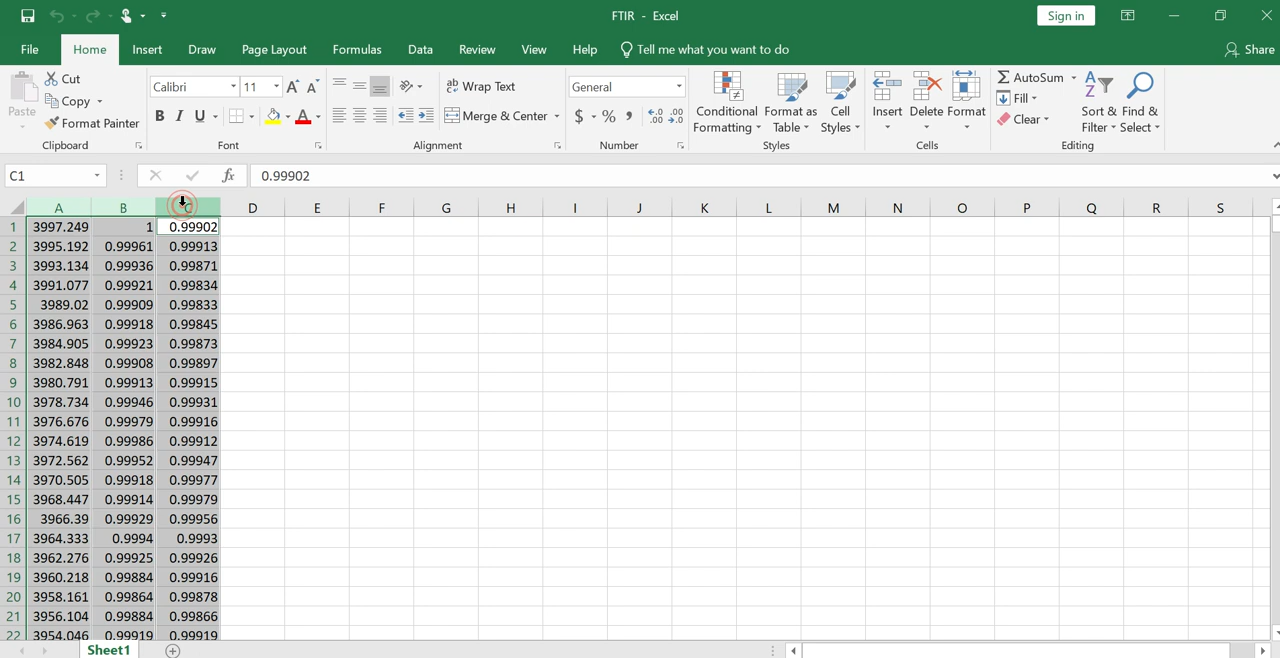 FTIR - Excel
Sign in
File Home Insert Draw Page Layout Formulas Data Review View Help Tell me what you want to do Share
Paste
Cut
Copy
Format Painter
Clipboard
Calibri 11
B I U
Font
Wrap Text
Merge & Center
Alignment
General
$ % ,
Number
Conditional Formatting
Format as Table
Cell Styles
Styles
Insert Delete Format
Cells
AutoSum
Fill
Clear
Sort & Filter
Find & Select
Editing
C1 fx 0.99902
A B C D E F G H I J K L M N O P Q R S
1 3997.249 1 0.99902
2 3995.192 0.99961 0.99913
3 3993.134 0.99936 0.99871
4 3991.077 0.99921 0.99834
5 3989.02 0.99909 0.99833
6 3986.963 0.99918 0.99845
7 3984.905 0.99923 0.99873
8 3982.848 0.99908 0.99897
9 3980.791 0.99913 0.99915
10 3978.734 0.99946 0.99931
11 3976.676 0.99979 0.99916
12 3974.619 0.99986 0.99912
13 3972.562 0.99952 0.99947
14 3970.505 0.99918 0.99977
15 3968.447 0.99914 0.99979
16 3966.39 0.99929 0.99956
17 3964.333 0.9994 0.9993
18 3962.276 0.99925 0.99926
19 3960.218 0.99884 0.99916
20 3958.161 0.99864 0.99878
21 3956.104 0.99884 0.99866
22 3954.046 0.99919 0.99919
Sheet1